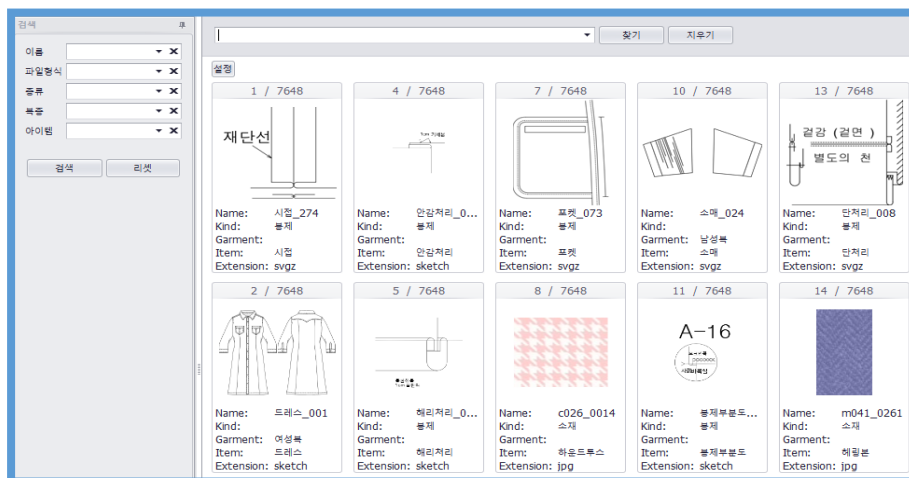 검색
이름
파일형식
종류
복종
아이템
검색 리셋
찾기 지우기
설정
1 / 7648
재단선
Name: 시접_274
Kind: 봉제
Garment:
Item: 시접
Extension: svgz
4 / 7648
Name: 안감처리_0...
Kind: 봉제
Garment:
Item: 안감처리
Extension: sketch
7 / 7648
Name: 포켓_073
Kind: 봉제
Garment:
Item: 포켓
Extension: svgz
10 / 7648
Name: 소매_024
Kind: 봉제
Garment: 남성복
Item: 소매
Extension: svgz
13 / 7648
겉감 (겉면 )
별도의 천
Name: 단처리_008
Kind: 봉제
Garment:
Item: 단처리
Extension: svgz
2 / 7648
Name: 드레스_001
Kind: 봉제
Garment: 여성복
Item: 드레스
Extension: sketch
5 / 7648
Name: 해리처리_0...
Kind: 봉제
Garment:
Item: 해리처리
Extension: sketch
8 / 7648
Name: c026_0014
Kind: 소재
Garment:
Item: 하운드투스
Extension: jpg
11 / 7648
A-16
Name: 봉제부분도...
Kind: 봉제
Garment:
Item: 봉제부분도
Extension: sketch
14 / 7648
Name: m041_0261
Kind: 소재
Garment:
Item: 헤링본
Extension: jpg